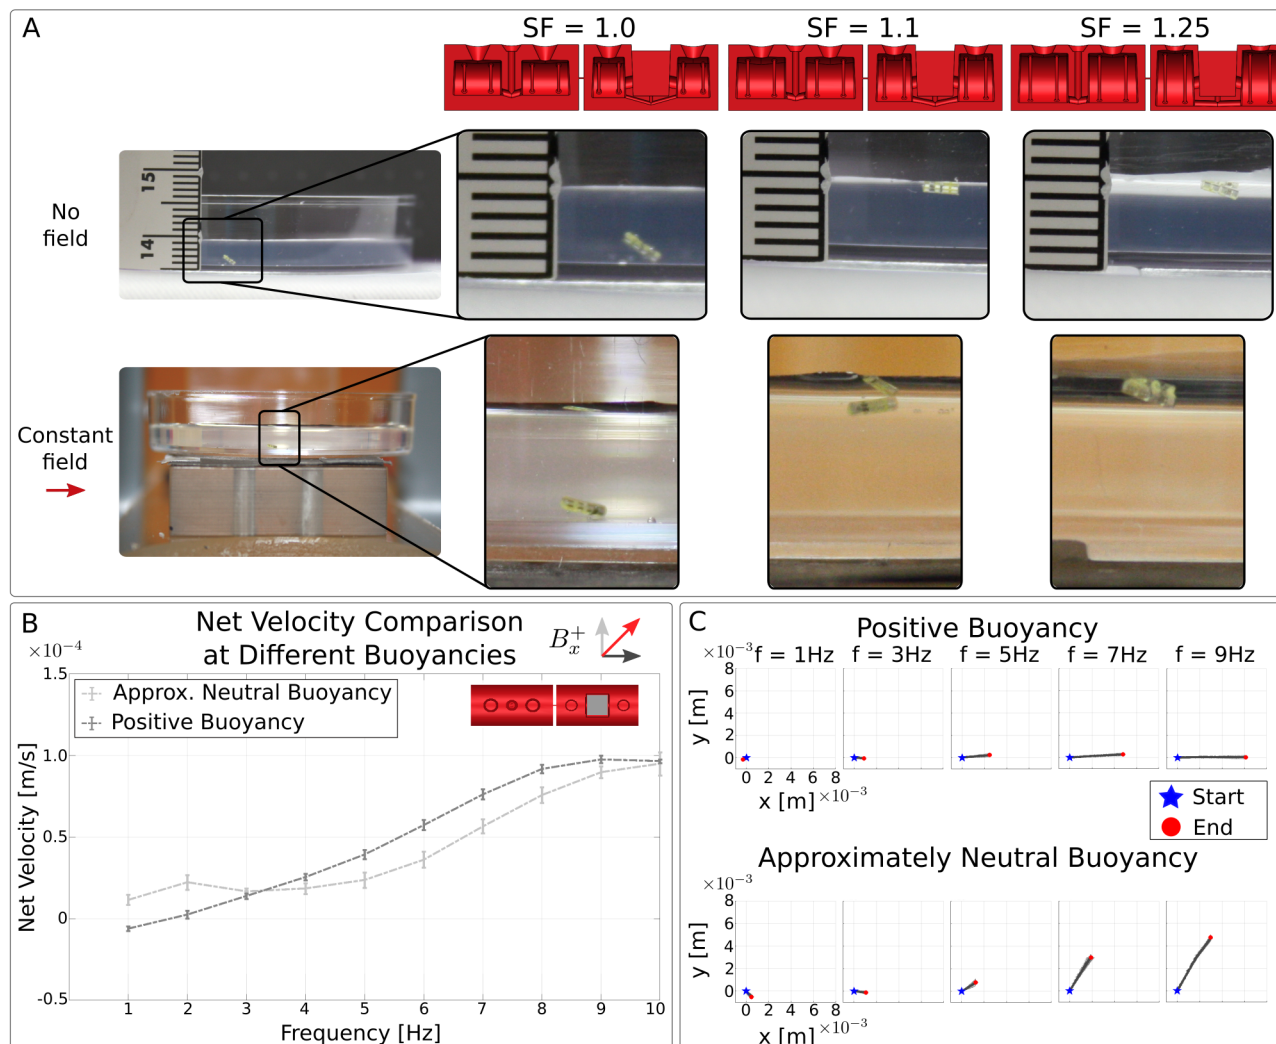 A
SF = 1.0
SF = 1.1
SF = 1.25
No
field
15
14
Constant
field
B
Net Velocity Comparison
at Different Buoyancies
B_x^+
×10⁻⁴
1.5
1.0
0.5
0
-0.5
Net Velocity [m/s]
Approx. Neutral Buoyancy
Positive Buoyancy
1 2 3 4 5 6 7 8 9 10
Frequency [Hz]
C
Positive Buoyancy
×10⁻³
f = 1Hz f = 3Hz f = 5Hz f = 7Hz f = 9Hz
8
6
4
2
0
y [m]
0 2 4 6 8
x [m] ×10⁻³
Start
End
Approximately Neutral Buoyancy
×10⁻³
8
6
4
2
0
y [m]
0 2 4 6 8
x [m] ×10⁻³